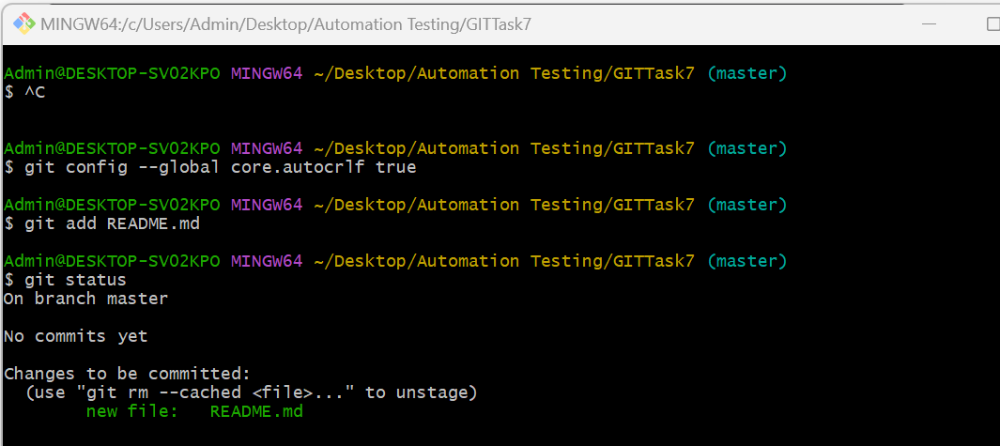 MINGW64:/c/Users/Admin/Desktop/Automation Testing/GITTask7
Admin@DESKTOP-SV02KPO MINGW64 ~/Desktop/Automation Testing/GITTask7 (master)
$ ^C
Admin@DESKTOP-SV02KPO MINGW64 ~/Desktop/Automation Testing/GITTask7 (master)
$ git config --global core.autocrlf true
Admin@DESKTOP-SV02KPO MINGW64 ~/Desktop/Automation Testing/GITTask7 (master)
$ git add README.md
Admin@DESKTOP-SV02KPO MINGW64 ~/Desktop/Automation Testing/GITTask7 (master)
$ git status
On branch master
No commits yet
Changes to be committed:
  (use "git rm --cached <file>..." to unstage)
        new file:   README.md